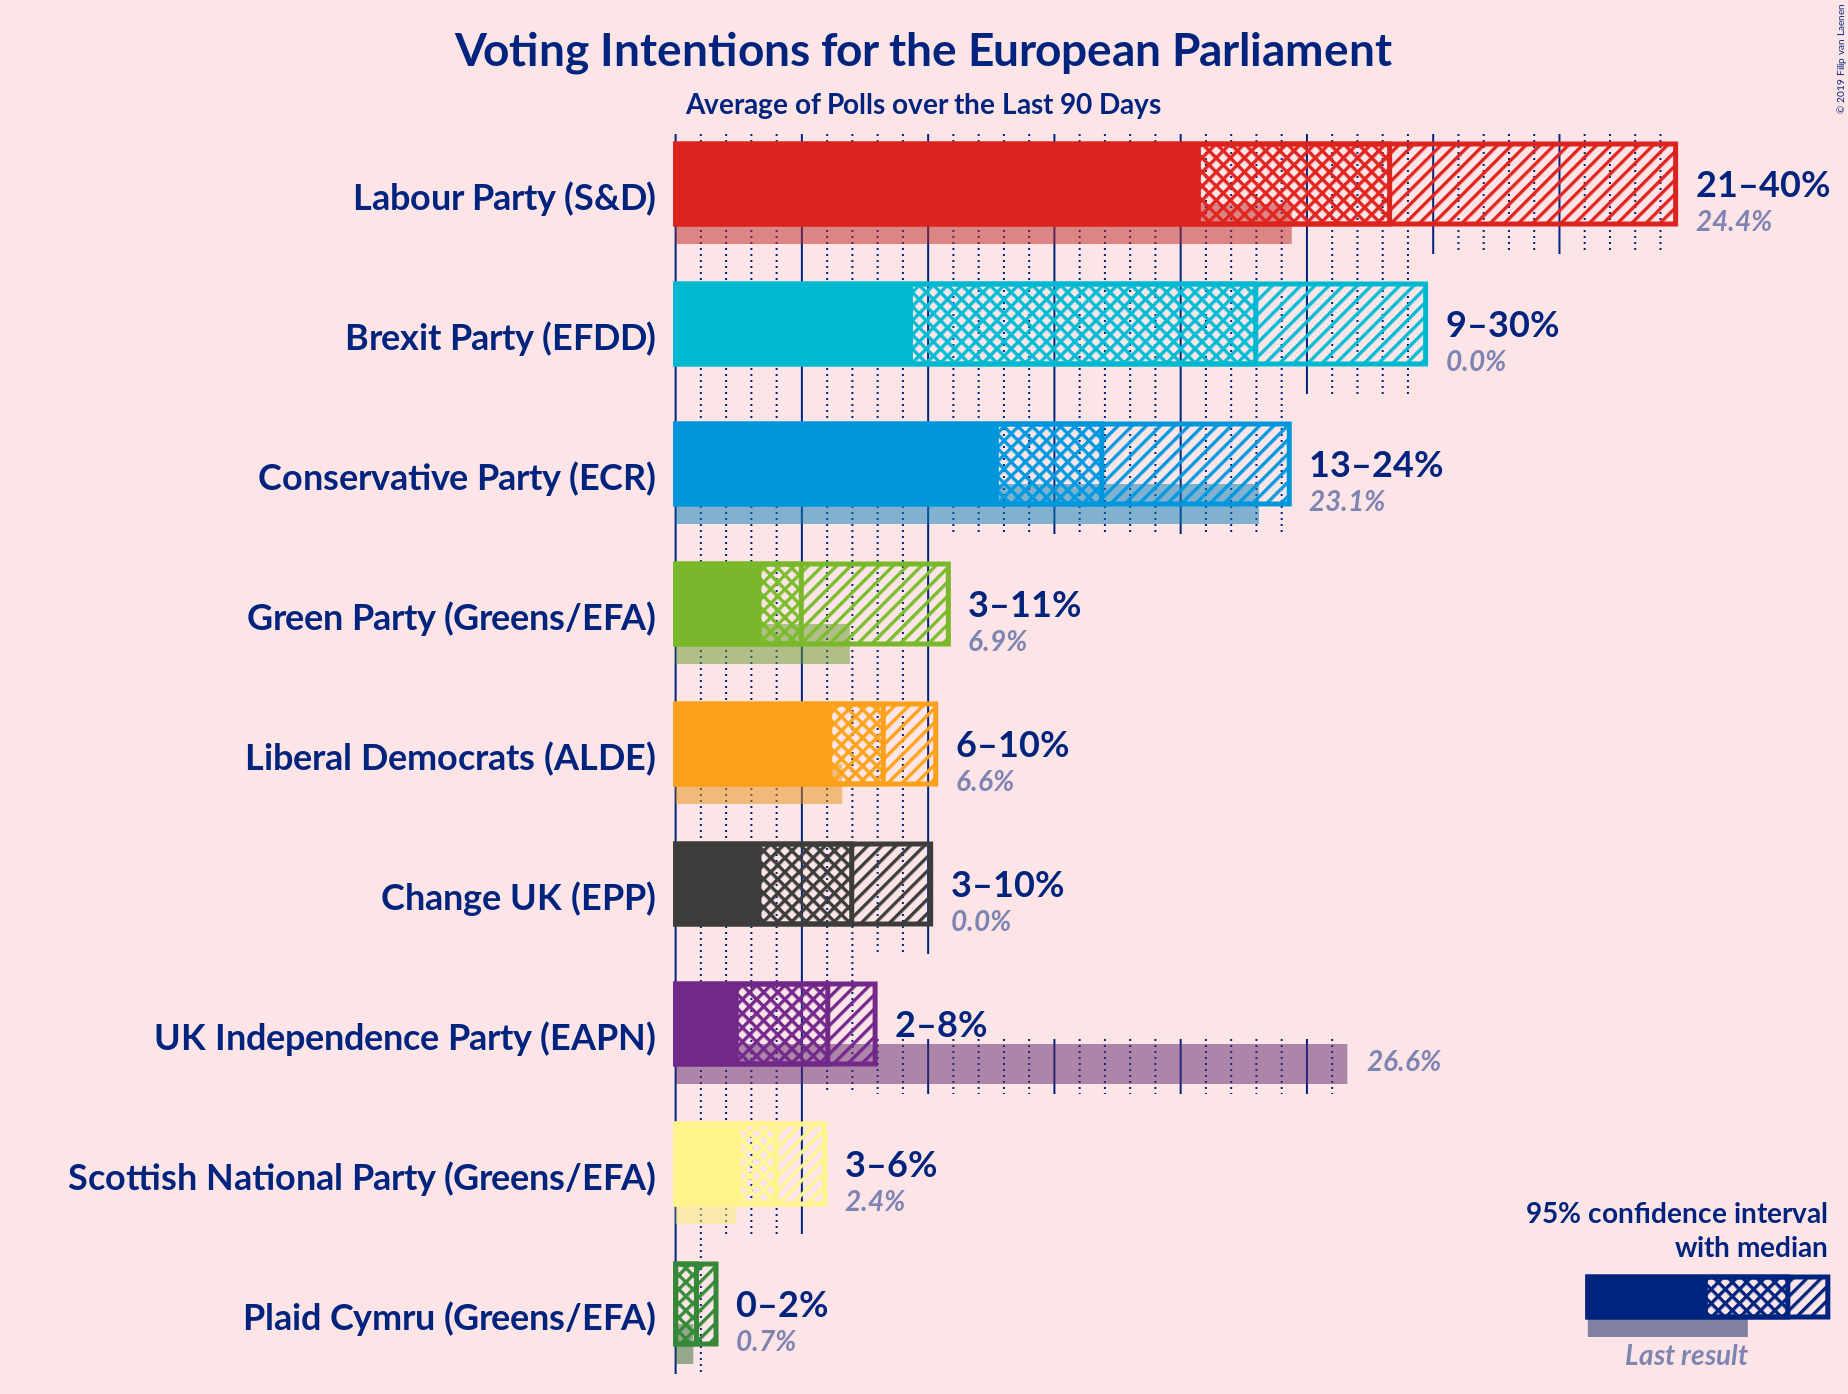 Voting Intentions for the European Parliament
Average of Polls over the Last 90 Days
© 2019 Filip van Laenen
Labour Party (S&D)
21–40%
24.4%
Brexit Party (EFDD)
9–30%
0.0%
Conservative Party (ECR)
13–24%
23.1%
Green Party (Greens/EFA)
3–11%
6.9%
Liberal Democrats (ALDE)
6–10%
6.6%
Change UK (EPP)
3–10%
0.0%
UK Independence Party (EAPN)
2–8%
26.6%
Scottish National Party (Greens/EFA)
3–6%
2.4%
Plaid Cymru (Greens/EFA)
0–2%
0.7%
95% confidence interval
with median
Last result